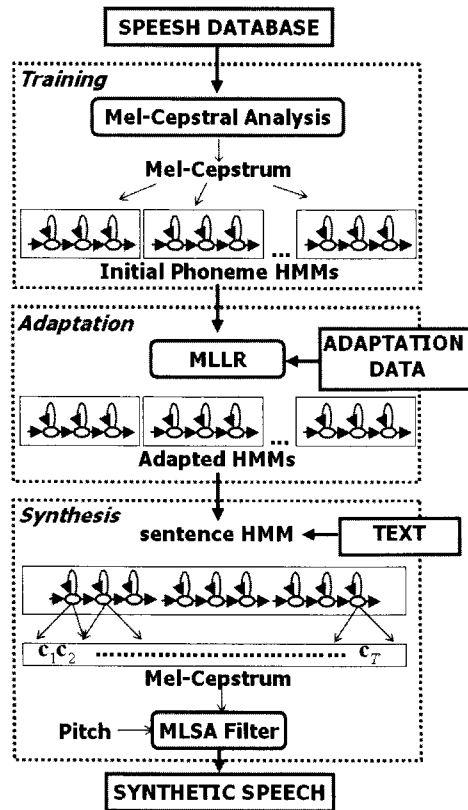 SPEESH DATABASE
Training
Mel-Cepstral Analysis
Mel-Cepstrum
...
Initial Phoneme HMMs
Adaptation
MLLR
ADAPTATION
DATA
...
Adapted HMMs
Synthesis
sentence HMM
TEXT
c1c2 ........................................ cT
Mel-Cepstrum
Pitch
MLSA Filter
SYNTHETIC SPEECH